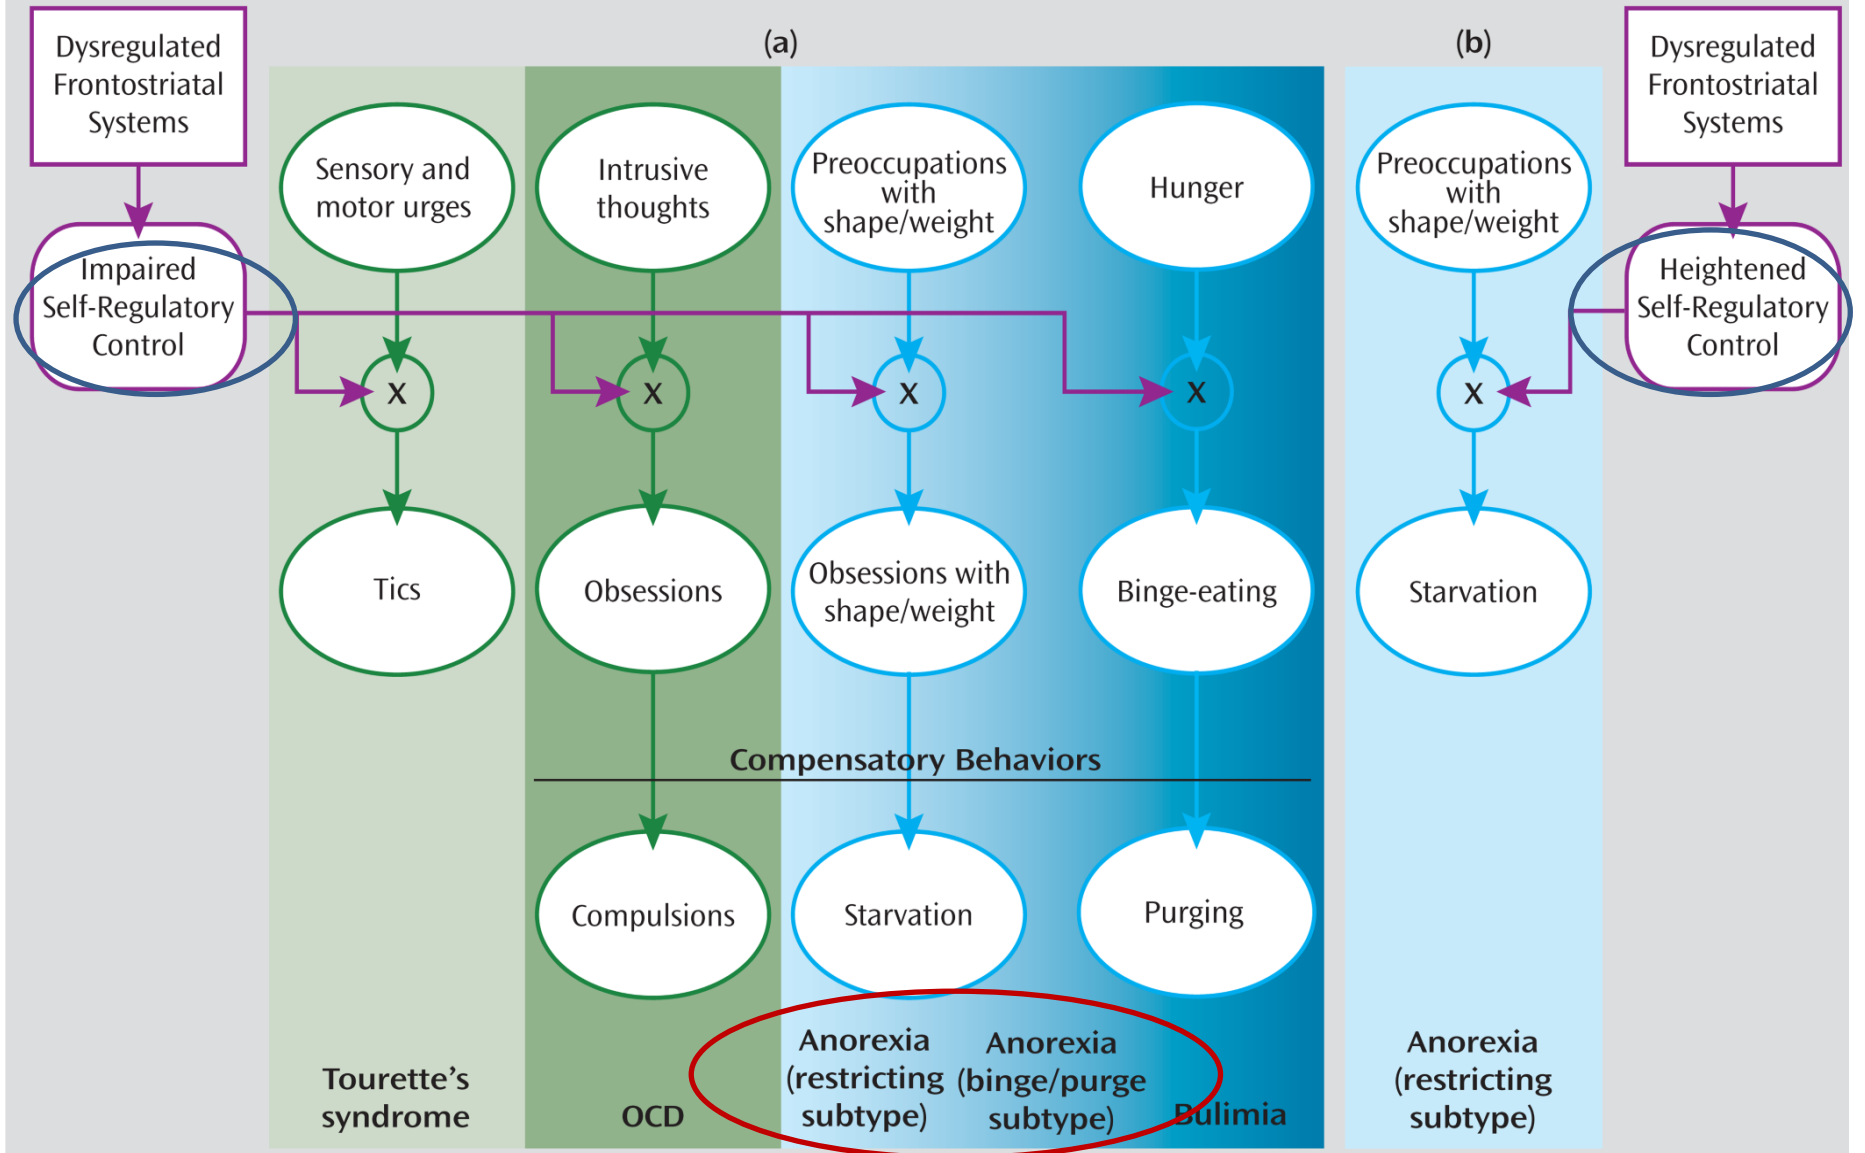 (a)
(b)
Dysregulated
Frontostriatal
Systems
Dysregulated
Frontostriatal
Systems
Sensory and
motor urges
Intrusive
thoughts
Preoccupations
with
shape/weight
Hunger
Preoccupations
with
shape/weight
Impaired
Self-Regulatory
Control
Heightened
Self-Regulatory
Control
X
X
X
X
X
Tics
Obsessions
Obsessions with
shape/weight
Binge-eating
Starvation
Compensatory Behaviors
Compulsions
Starvation
Purging
Tourette’s
syndrome
OCD
Anorexia
(restricting
subtype)
Anorexia
(binge/purge
subtype)
Bulimia
Anorexia
(restricting
subtype)